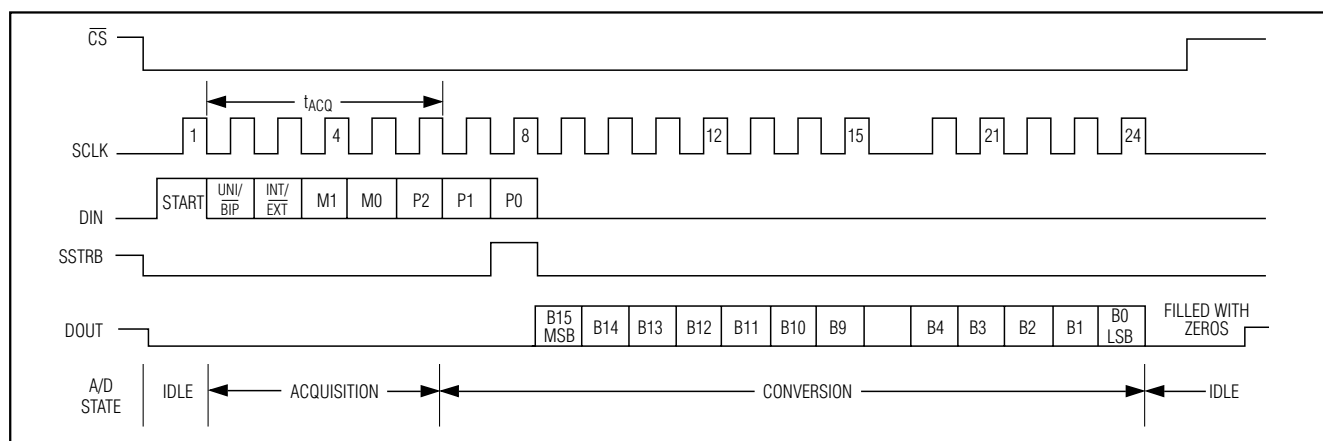 CS
tACQ
SCLK 1 4 8 12 15 21 24
DIN START UNI/BIP INT/EXT M1 M0 P2 P1 P0
SSTRB
DOUT B15 MSB B14 B13 B12 B11 B10 B9 B4 B3 B2 B1 B0 LSB FILLED WITH ZEROS
A/D STATE IDLE ACQUISITION CONVERSION IDLE